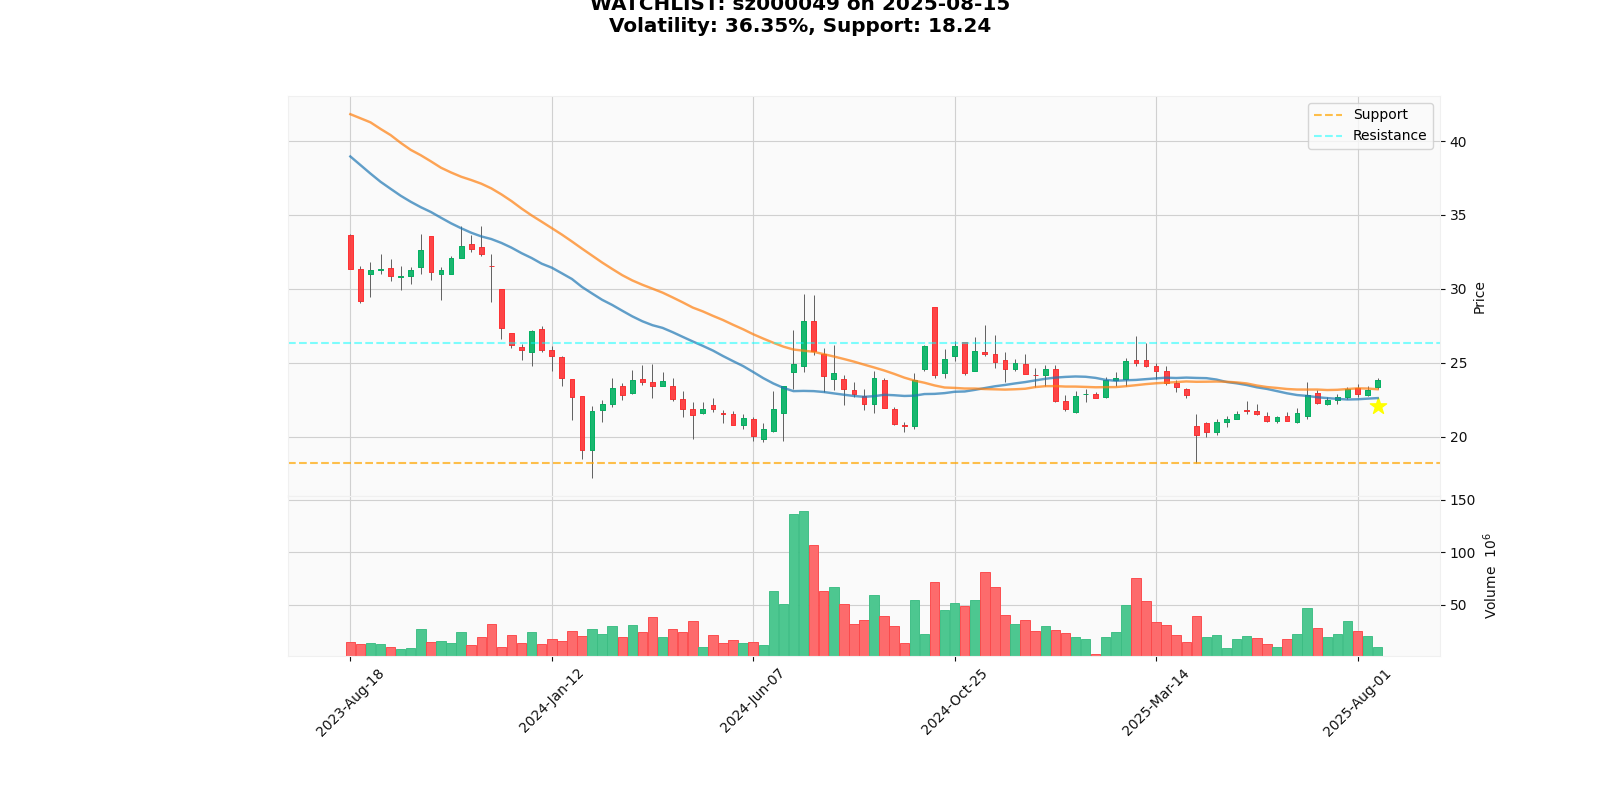 WATCHLIST: sz000049 on 2025-08-15
Volatility: 36.35%, Support: 18.24
Support
Resistance
40
35
30
25
20
Price
150
100
50
Volume 10^6
2023-Aug-18
2024-Jan-12
2024-Jun-07
2024-Oct-25
2025-Mar-14
2025-Aug-01